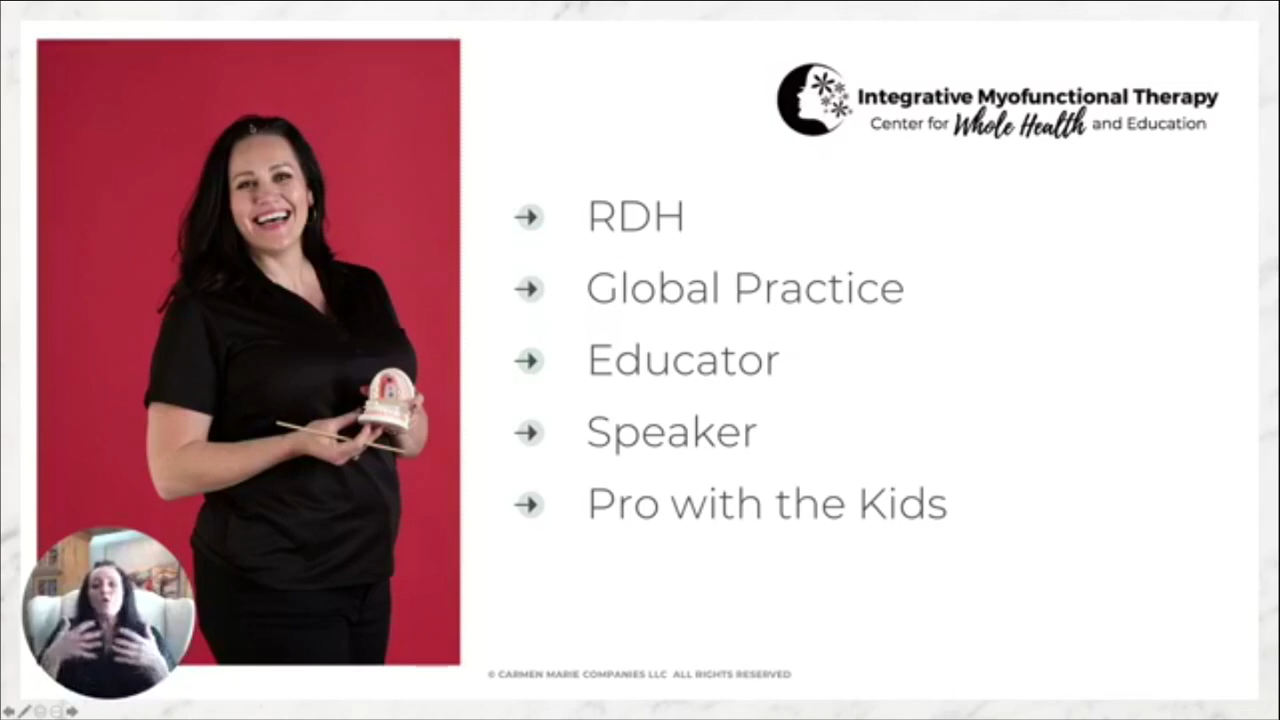 Integrative Myofunctional Therapy
Center for Whole Health and Education
RDH
Global Practice
Educator
Speaker
Pro with the Kids
© CARMEN MARIE COMPANIES LLC ALL RIGHTS RESERVED